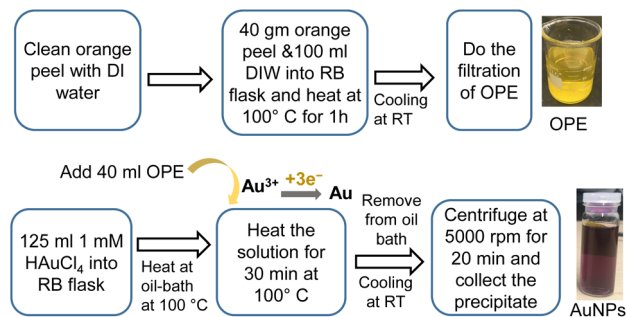 Clean orange
peel with DI
water
40 gm orange
peel &100 ml
DIW into RB
flask and heat at
100° C for 1h
Cooling
at RT
Do the
filtration
of OPE
OPE
Add 40 ml OPE
Au³⁺ +3e⁻ Au
125 ml 1 mM
HAuCl₄ into
RB flask
Heat at
oil-bath
at 100 °C
Heat the
solution for
30 min at
100° C
Remove
from oil
bath
Cooling
at RT
Centrifuge at
5000 rpm for
20 min and
collect the
precipitate
AuNPs